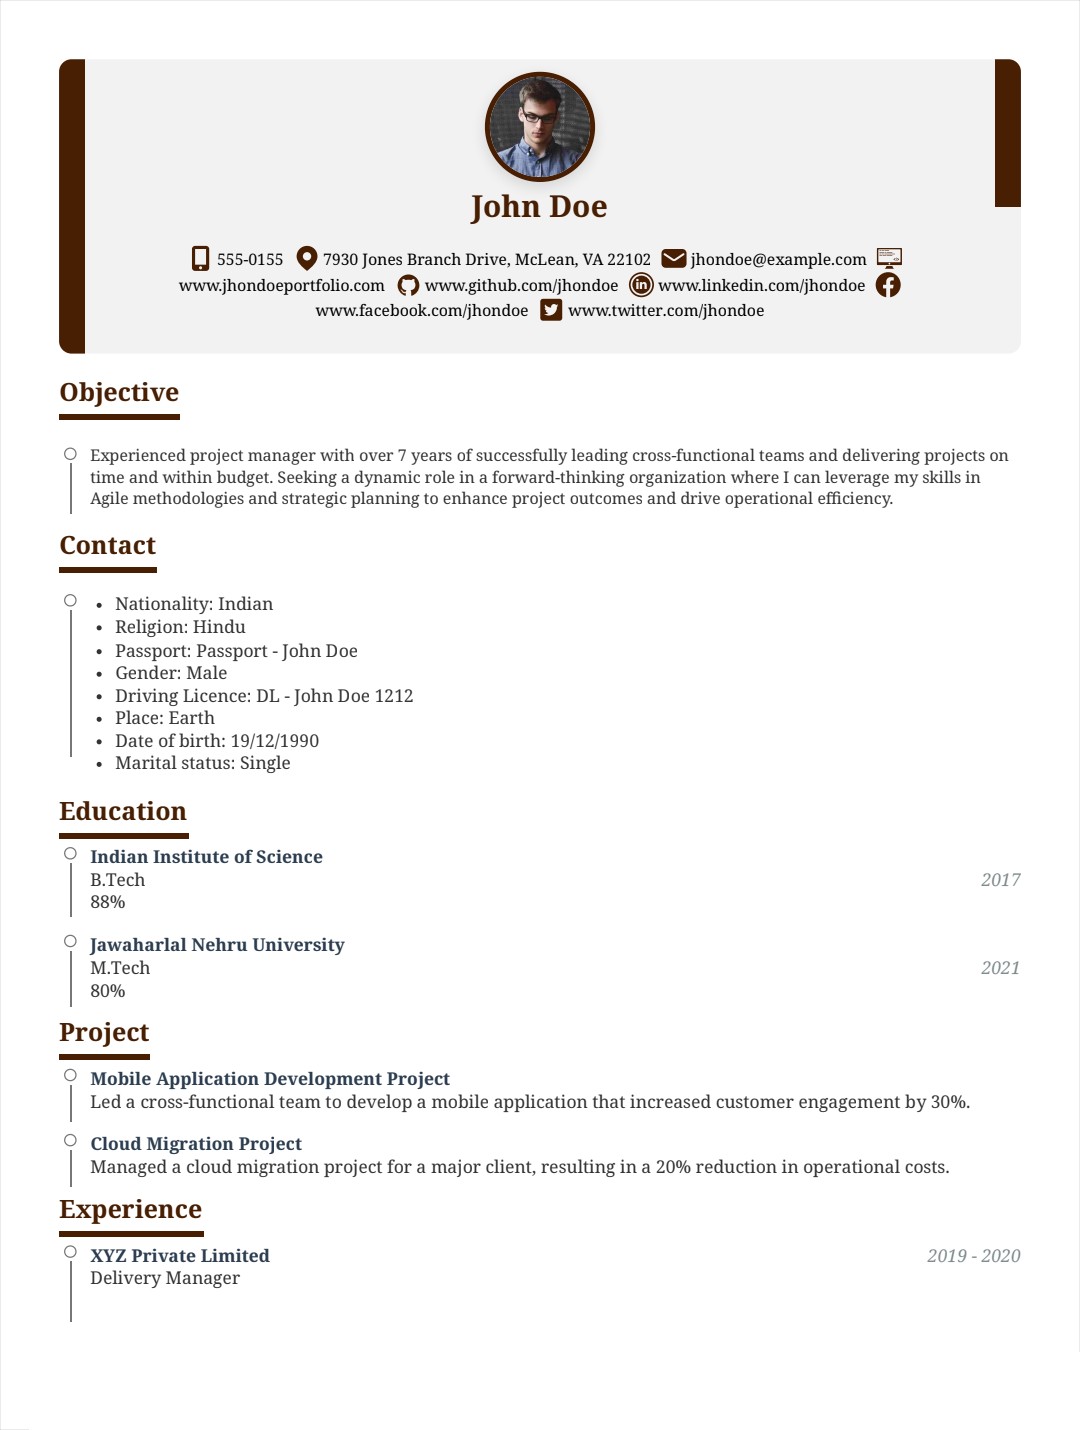 John Doe
555-0155 7930 Jones Branch Drive, McLean, VA 22102 jhondoe@example.com
www.jhondoeportfolio.com www.github.com/jhondoe www.linkedin.com/jhondoe
www.facebook.com/jhondoe www.twitter.com/jhondoe
Objective
Experienced project manager with over 7 years of successfully leading cross-functional teams and delivering projects on
time and within budget. Seeking a dynamic role in a forward-thinking organization where I can leverage my skills in
Agile methodologies and strategic planning to enhance project outcomes and drive operational efficiency.
Contact
• Nationality: Indian
• Religion: Hindu
• Passport: Passport - John Doe
• Gender: Male
• Driving Licence: DL - John Doe 1212
• Place: Earth
• Date of birth: 19/12/1990
• Marital status: Single
Education
Indian Institute of Science
B.Tech 2017
88%
Jawaharlal Nehru University
M.Tech 2021
80%
Project
Mobile Application Development Project
Led a cross-functional team to develop a mobile application that increased customer engagement by 30%.
Cloud Migration Project
Managed a cloud migration project for a major client, resulting in a 20% reduction in operational costs.
Experience
XYZ Private Limited 2019 - 2020
Delivery Manager